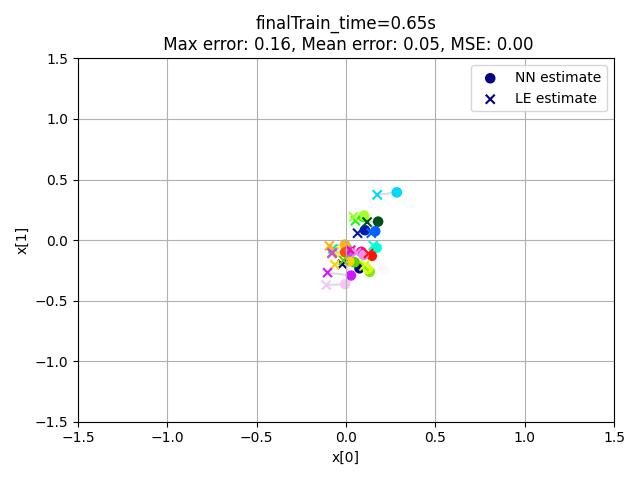 finalTrain_time=0.65s
Max error: 0.16, Mean error: 0.05, MSE: 0.00
NN estimate
LE estimate
1.5
1.0
0.5
0.0
−0.5
−1.0
−1.5
x[1]
−1.5 −1.0 −0.5 0.0 0.5 1.0 1.5
x[0]